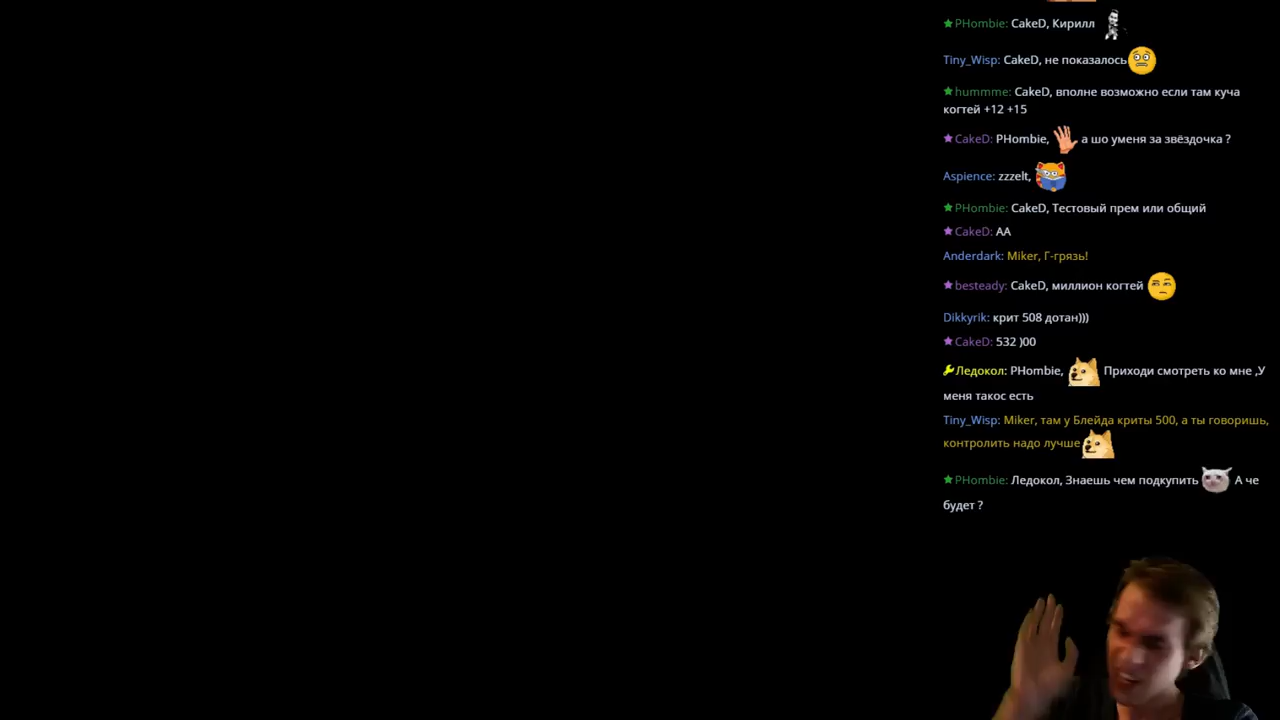 PHombie: CakeD, Кирилл
Tiny_Wisp: CakeD, не показалось
hummme: CakeD, вполне возможно если там куча
когтей +12 +15
CakeD: PHombie, а шо уменя за звёздочка ?
Aspience: zzzelt,
PHombie: CakeD, Тестовый прем или общий
CakeD: АА
Anderdark: Miker, Г-грязь!
besteady: CakeD, миллион когтей
Dikkyrik: крит 508 дотан)))
CakeD: 532 )00
Ледокол: PHombie, Приходи смотреть ко мне ,У
меня такос есть
Tiny_Wisp: Miker, там у Блейда криты 500, а ты говоришь,
контролить надо лучше
PHombie: Ледокол, Знаешь чем подкупить А че
будет ?